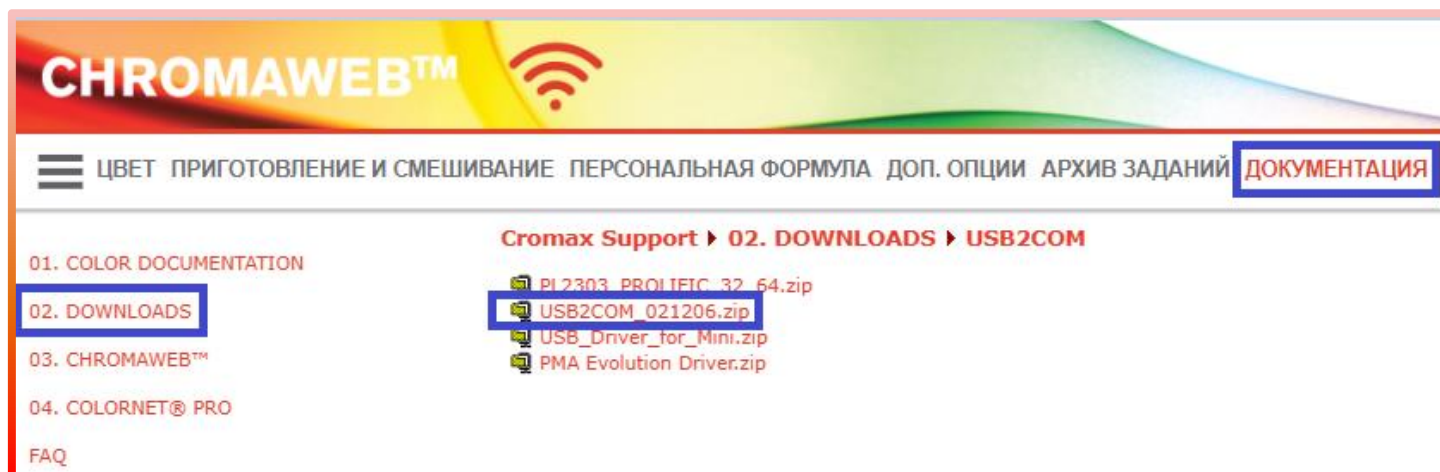 CHROMAWEB™
ЦВЕТ ПРИГОТОВЛЕНИЕ И СМЕШИВАНИЕ ПЕРСОНАЛЬНАЯ ФОРМУЛА ДОП. ОПЦИИ АРХИВ ЗАДАНИЙ ДОКУМЕНТАЦИЯ
01. COLOR DOCUMENTATION
02. DOWNLOADS
03. CHROMAWEB™
04. COLORNET® PRO
FAQ
Cromax Support 02. DOWNLOADS USB2COM
PL2303_PROLIFIC_32_64.zip
USB2COM_021206.zip
USB_Driver_for_Mini.zip
PMA Evolution Driver.zip